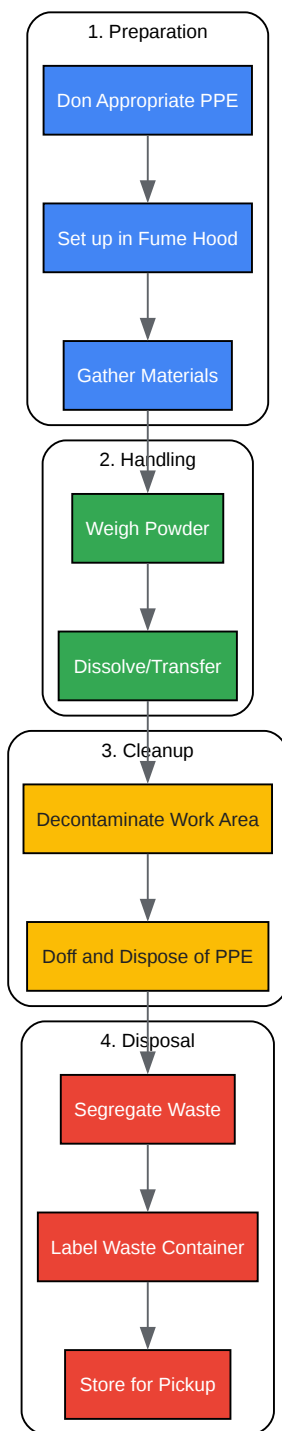 1. Preparation
Don Appropriate PPE
Set up in Fume Hood
Gather Materials
2. Handling
Weigh Powder
Dissolve/Transfer
3. Cleanup
Decontaminate Work Area
Doff and Dispose of PPE
4. Disposal
Segregate Waste
Label Waste Container
Store for Pickup